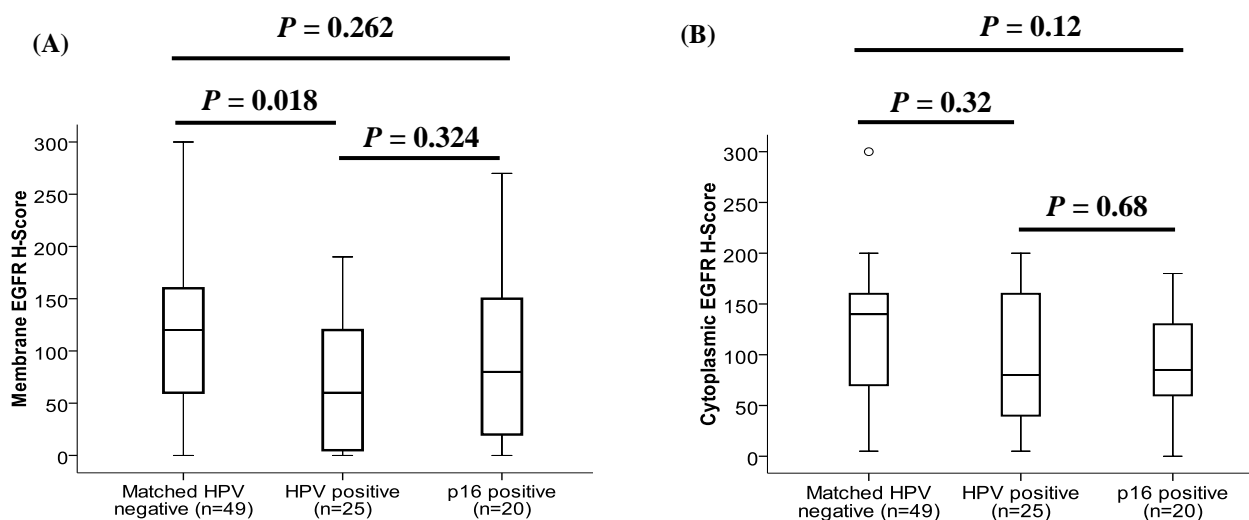 (A)
P = 0.262
P = 0.018
P = 0.324
Membrane EGFR H-Score
300
250
200
150
100
50
0
Matched HPV negative (n=49)
HPV positive (n=25)
p16 positive (n=20)
(B)
P = 0.12
P = 0.32
P = 0.68
Cytoplasmic EGFR H-Score
300
250
200
150
100
50
0
Matched HPV negative (n=49)
HPV positive (n=25)
p16 positive (n=20)